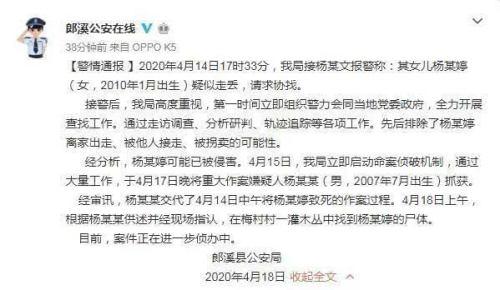 郎溪公安在线
38分钟前 来自 OPPO K5
【警情通报】2020年4月14日17时33分，我局接杨某文报警称：其女儿杨某婷
（女，2010年1月出生）疑似走丢，请求协找。
接警后，我局高度重视，第一时间立即组织警力会同当地党委政府，全力开展
查找工作。通过走访调查、分析研判、轨迹追踪等各项工作。先后排除了杨某婷
离家出走、被他人接走、被拐卖的可能性。
经分析，杨某婷可能已被侵害。4月15日，我局立即启动命案侦破机制，通过
大量工作，于4月17日晚将重大作案嫌疑人杨某某（男，2007年7月出生）抓获。
经审讯，杨某某交代了4月14日中午将杨某婷致死的作案过程。4月18日上午，
根据杨某某供述并经现场指认，在梅村村一灌木丛中找到杨某婷的尸体。
目前，案件正在进一步侦办中。
郎溪县公安局
2020年4月18日 收起全文